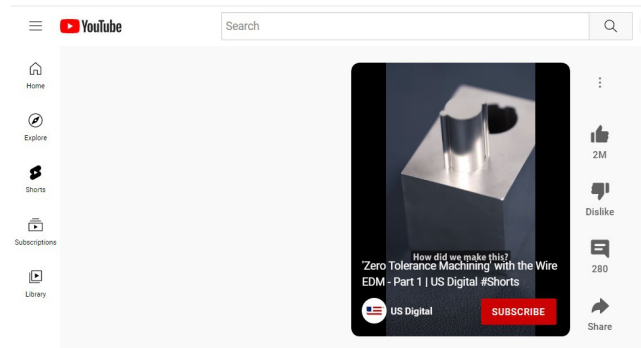 YouTube
Search
Home
Explore
Shorts
Subscriptions
Library
How did we make this?
'Zero Tolerance Machining' with the Wire
EDM - Part 1 | US Digital #Shorts
US Digital
SUBSCRIBE
2M
Dislike
280
Share